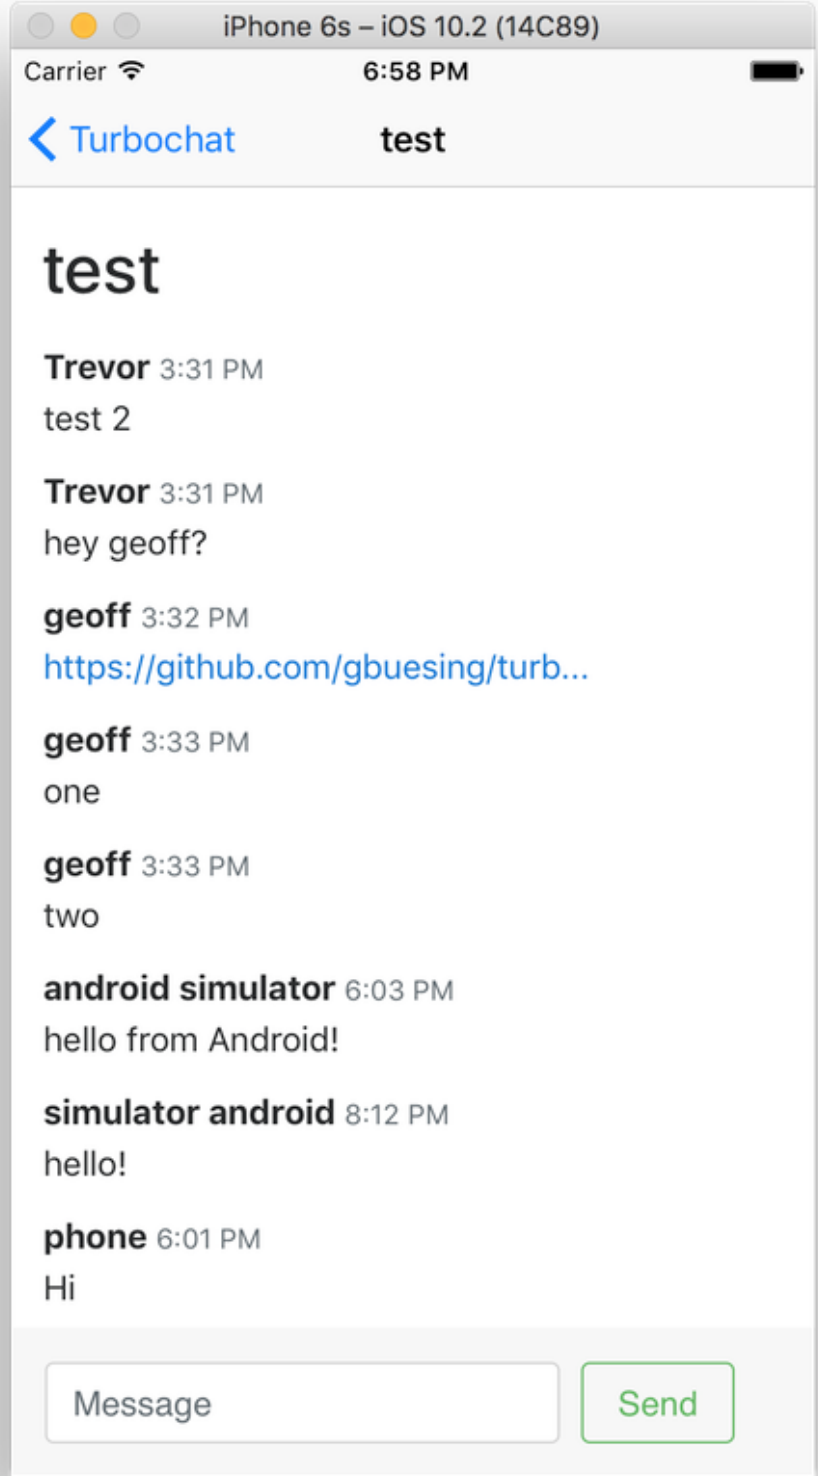 iPhone 6s – iOS 10.2 (14C89)
Carrier 6:58 PM
Turbochat test
test
Trevor 3:31 PM
test 2
Trevor 3:31 PM
hey geoff?
geoff 3:32 PM
https://github.com/gbuesing/turb...
geoff 3:33 PM
one
geoff 3:33 PM
two
android simulator 6:03 PM
hello from Android!
simulator android 8:12 PM
hello!
phone 6:01 PM
Hi
Message Send